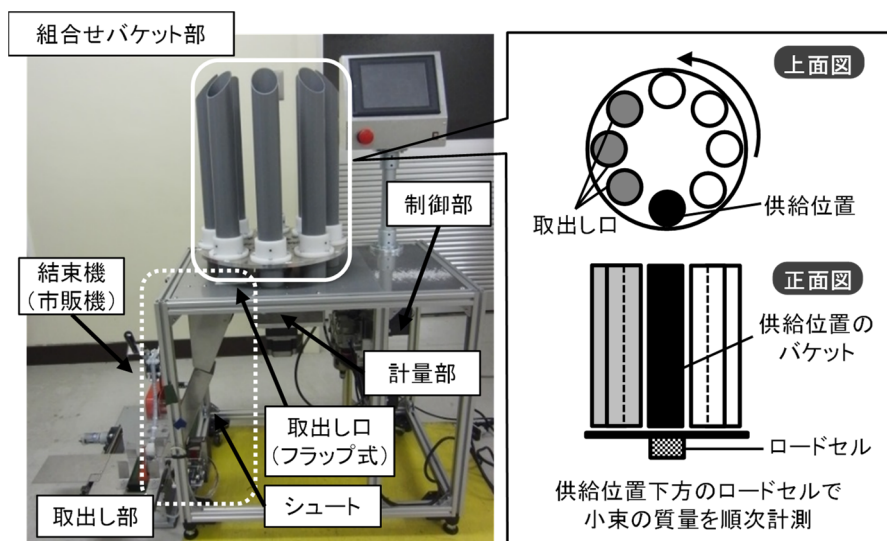 組合せバケット部
制御部
結束機
(市販機)
計量部
取出し口
(フラップ式)
シュート
取出し部
上面図
供給位置
取出し口
正面図
供給位置の
バケット
ロードセル
供給位置下方のロードセルで
小束の質量を順次計測